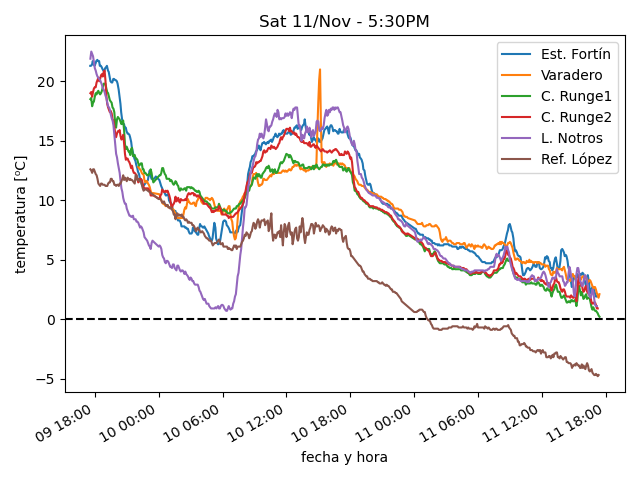 Sat 11/Nov - 5:30PM
temperatura [°C]
20
15
10
5
0
−5
Est. Fortín
Varadero
C. Runge1
C. Runge2
L. Notros
Ref. López
09 18:00
10 00:00
10 06:00
10 12:00
10 18:00
11 00:00
11 06:00
11 12:00
11 18:00
fecha y hora